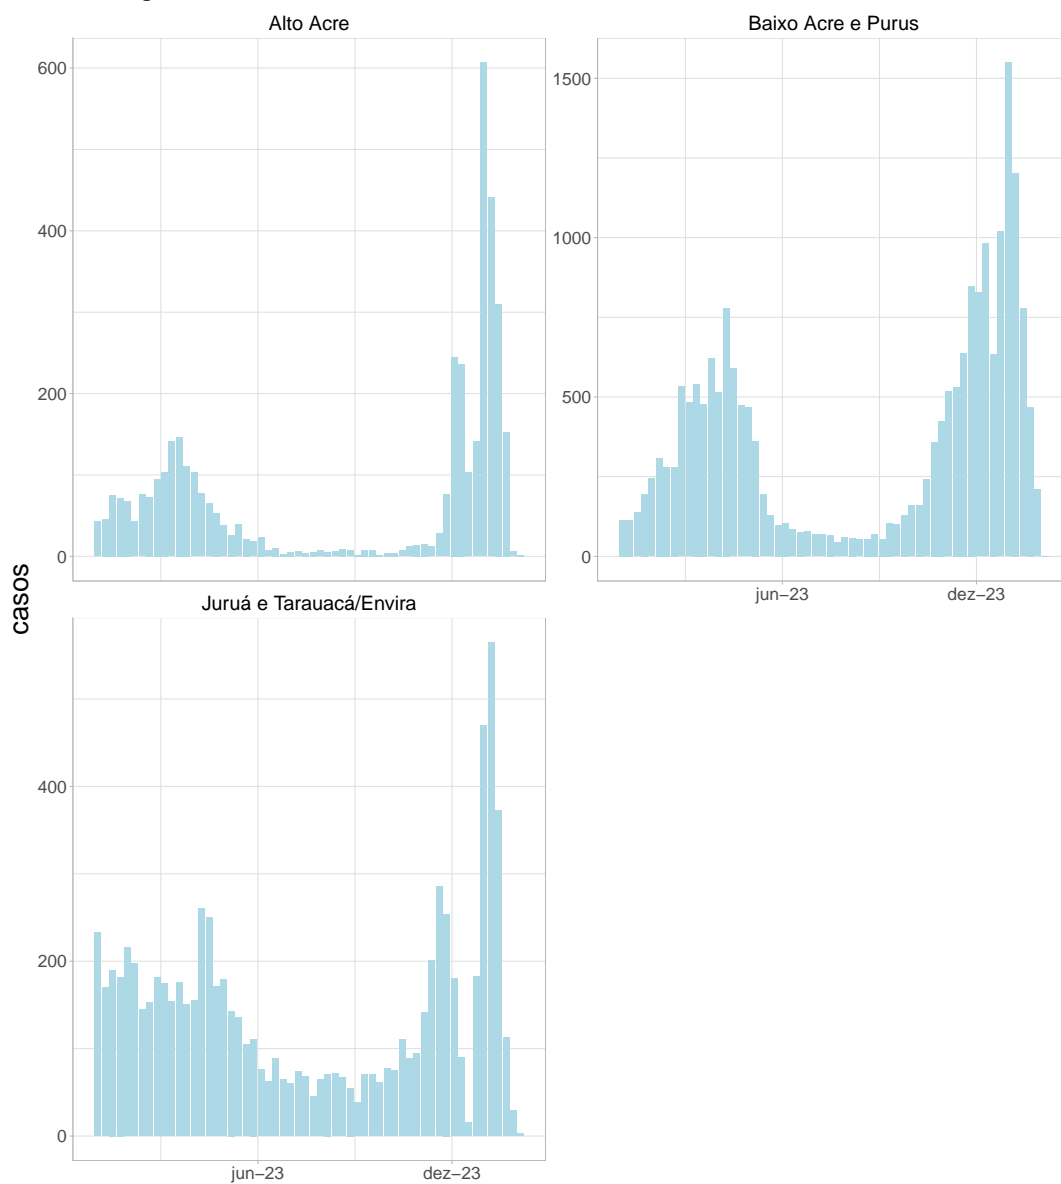 Alto Acre
Baixo Acre e Purus
600
400
200
0
1500
1000
500
0
jun–23
dez–23
casos
Juruá e Tarauacá/Envira
400
200
0
jun–23
dez–23